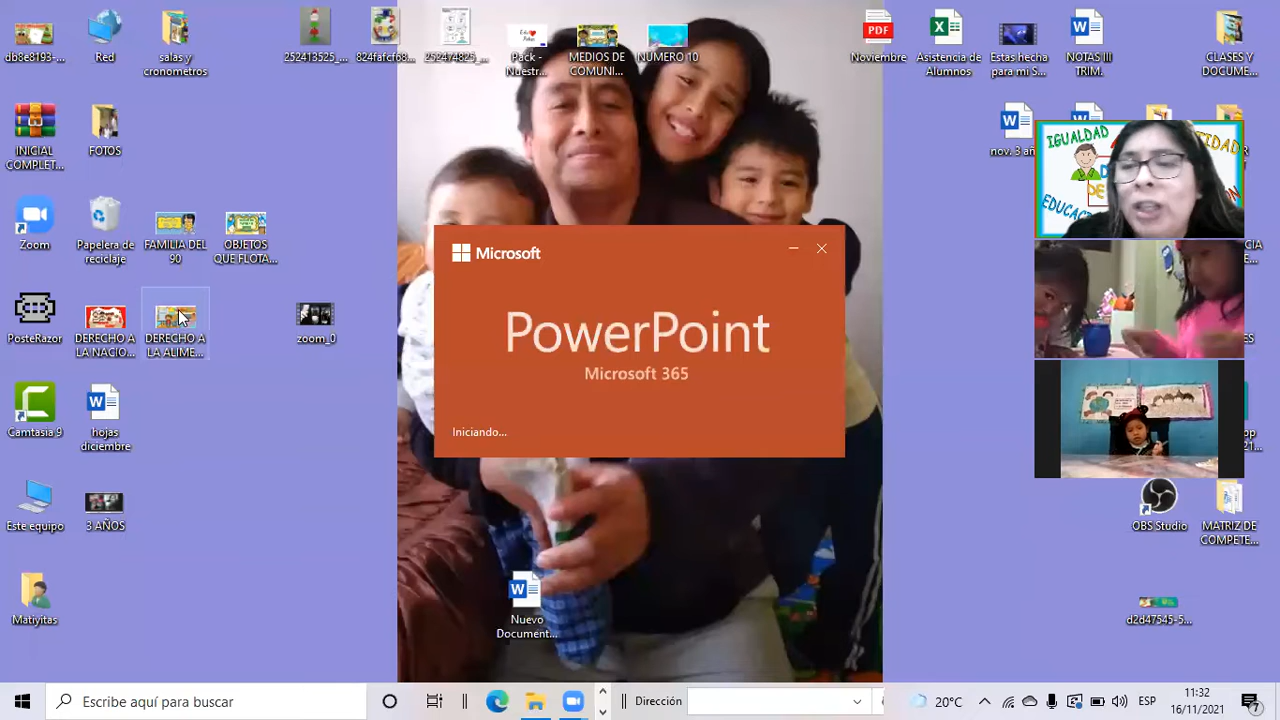 db8e8193-...
Red
Salas y
cronometros
252413525_...
824fafcf68...
252474825_...
Pack -
Nuestr...
MEDIOS DE
COMUNI...
NUMERO 10
PDF
Noviembre
Asistencia de
Alumnos
Estas hecha
para mi S...
NOTAS III
TRIM.
CLASES Y
DOCUME...
INICIAL
COMPLET...
FOTOS
nov. 3 añ
IGUALDAD
EDUCAC
Zoom
Papelera de
reciclaje
FAMILIA DEL
90
OBJETOS
QUE FLOTA...
Microsoft
PowerPoint
Microsoft 365
Iniciando...
PosteRazor
DERECHO A
LA NACIO...
DERECHO A
LA ALIME...
zoom_0
Camtasia 9
hojas
diciembre
Este equipo
3 AÑOS
OBS Studio
MATRIZ DE
COMPETE...
Matiyitas
Nuevo
Document...
d2d47545-5...
Escribe aquí para buscar
Dirección
20°C
ESP
11:32
16/11/2021
7